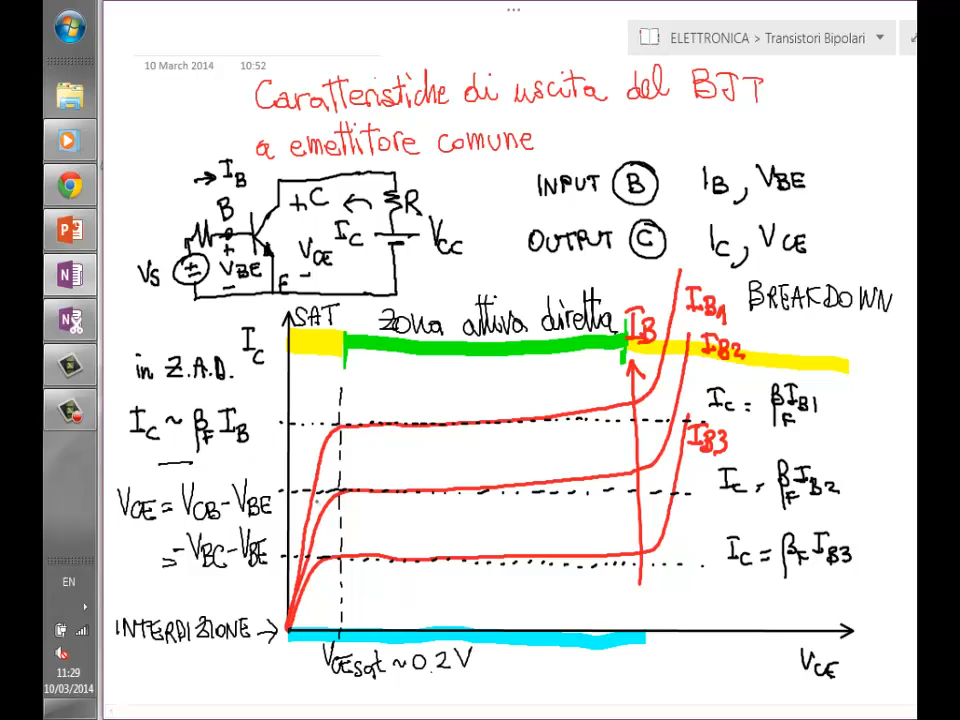 ELETTRONICA > Transistori Bipolari
10 March 2014 10:52
Caratteristiche di uscita del BJT
a emettitore comune
→ IB
B
+ C
IC
R
VCC
VCE
+
−
VS
+
VBE
−
E
INPUT B IB, VBE
OUTPUT C IC, VCE
BREAKDOWN
SAT
Zona attiva diretta
IB
IB1
IB2
IB3
IC
in Z.A.D.
IC ~ βF IB
VCE = VCB - VBE
= -VBC - VBE
IC = βF IB1
IC = βF IB2
IC = βF IB3
INTERDIZIONE →
VCEsat ~ 0.2 V
VCE
EN
11:29
10/03/2014